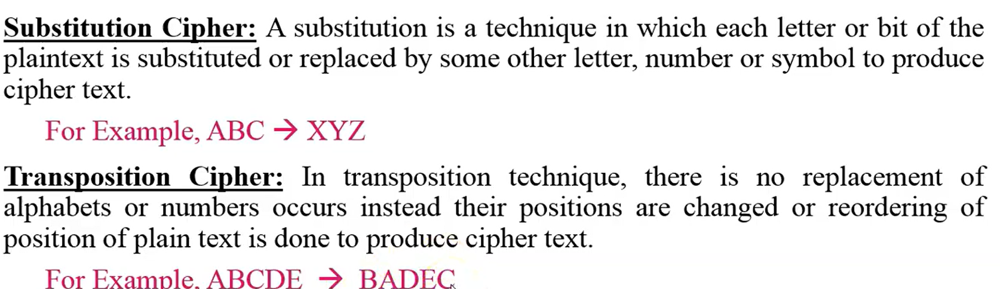 Substitution Cipher: A substitution is a technique in which each letter or bit of the
plaintext is substituted or replaced by some other letter, number or symbol to produce
cipher text.
For Example, ABC → XYZ
Transposition Cipher: In transposition technique, there is no replacement of
alphabets or numbers occurs instead their positions are changed or reordering of
position of plain text is done to produce cipher text.
For Example, ABCDE → BADEC